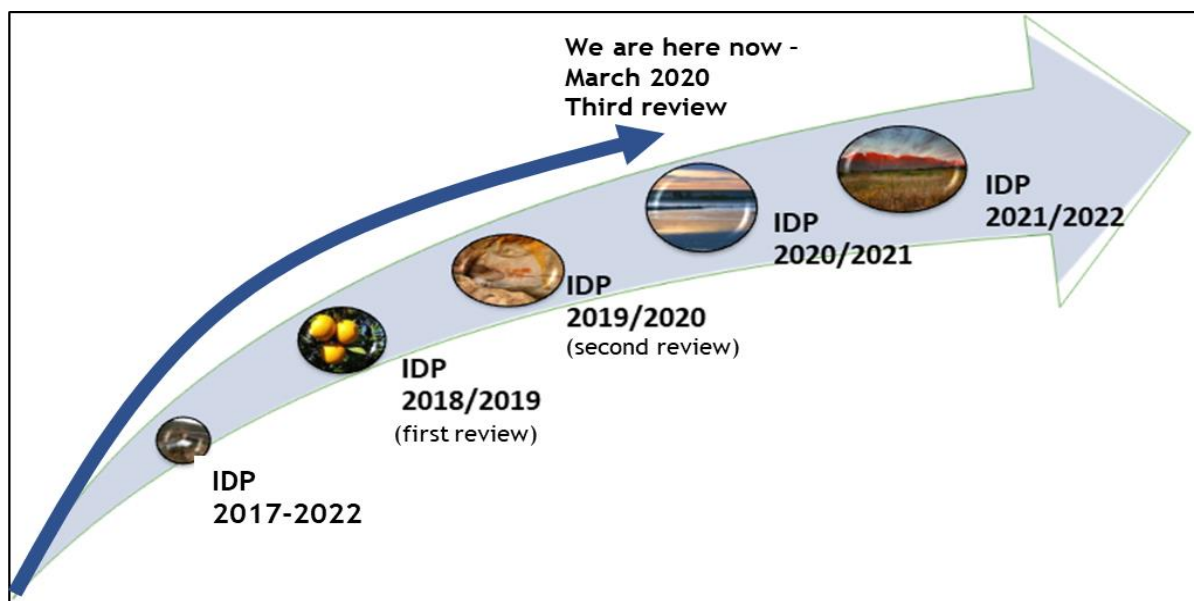 We are here now -
March 2020
Third review
IDP
2021/2022
IDP
2020/2021
IDP
2019/2020
(second review)
IDP
2018/2019
(first review)
IDP
2017-2022